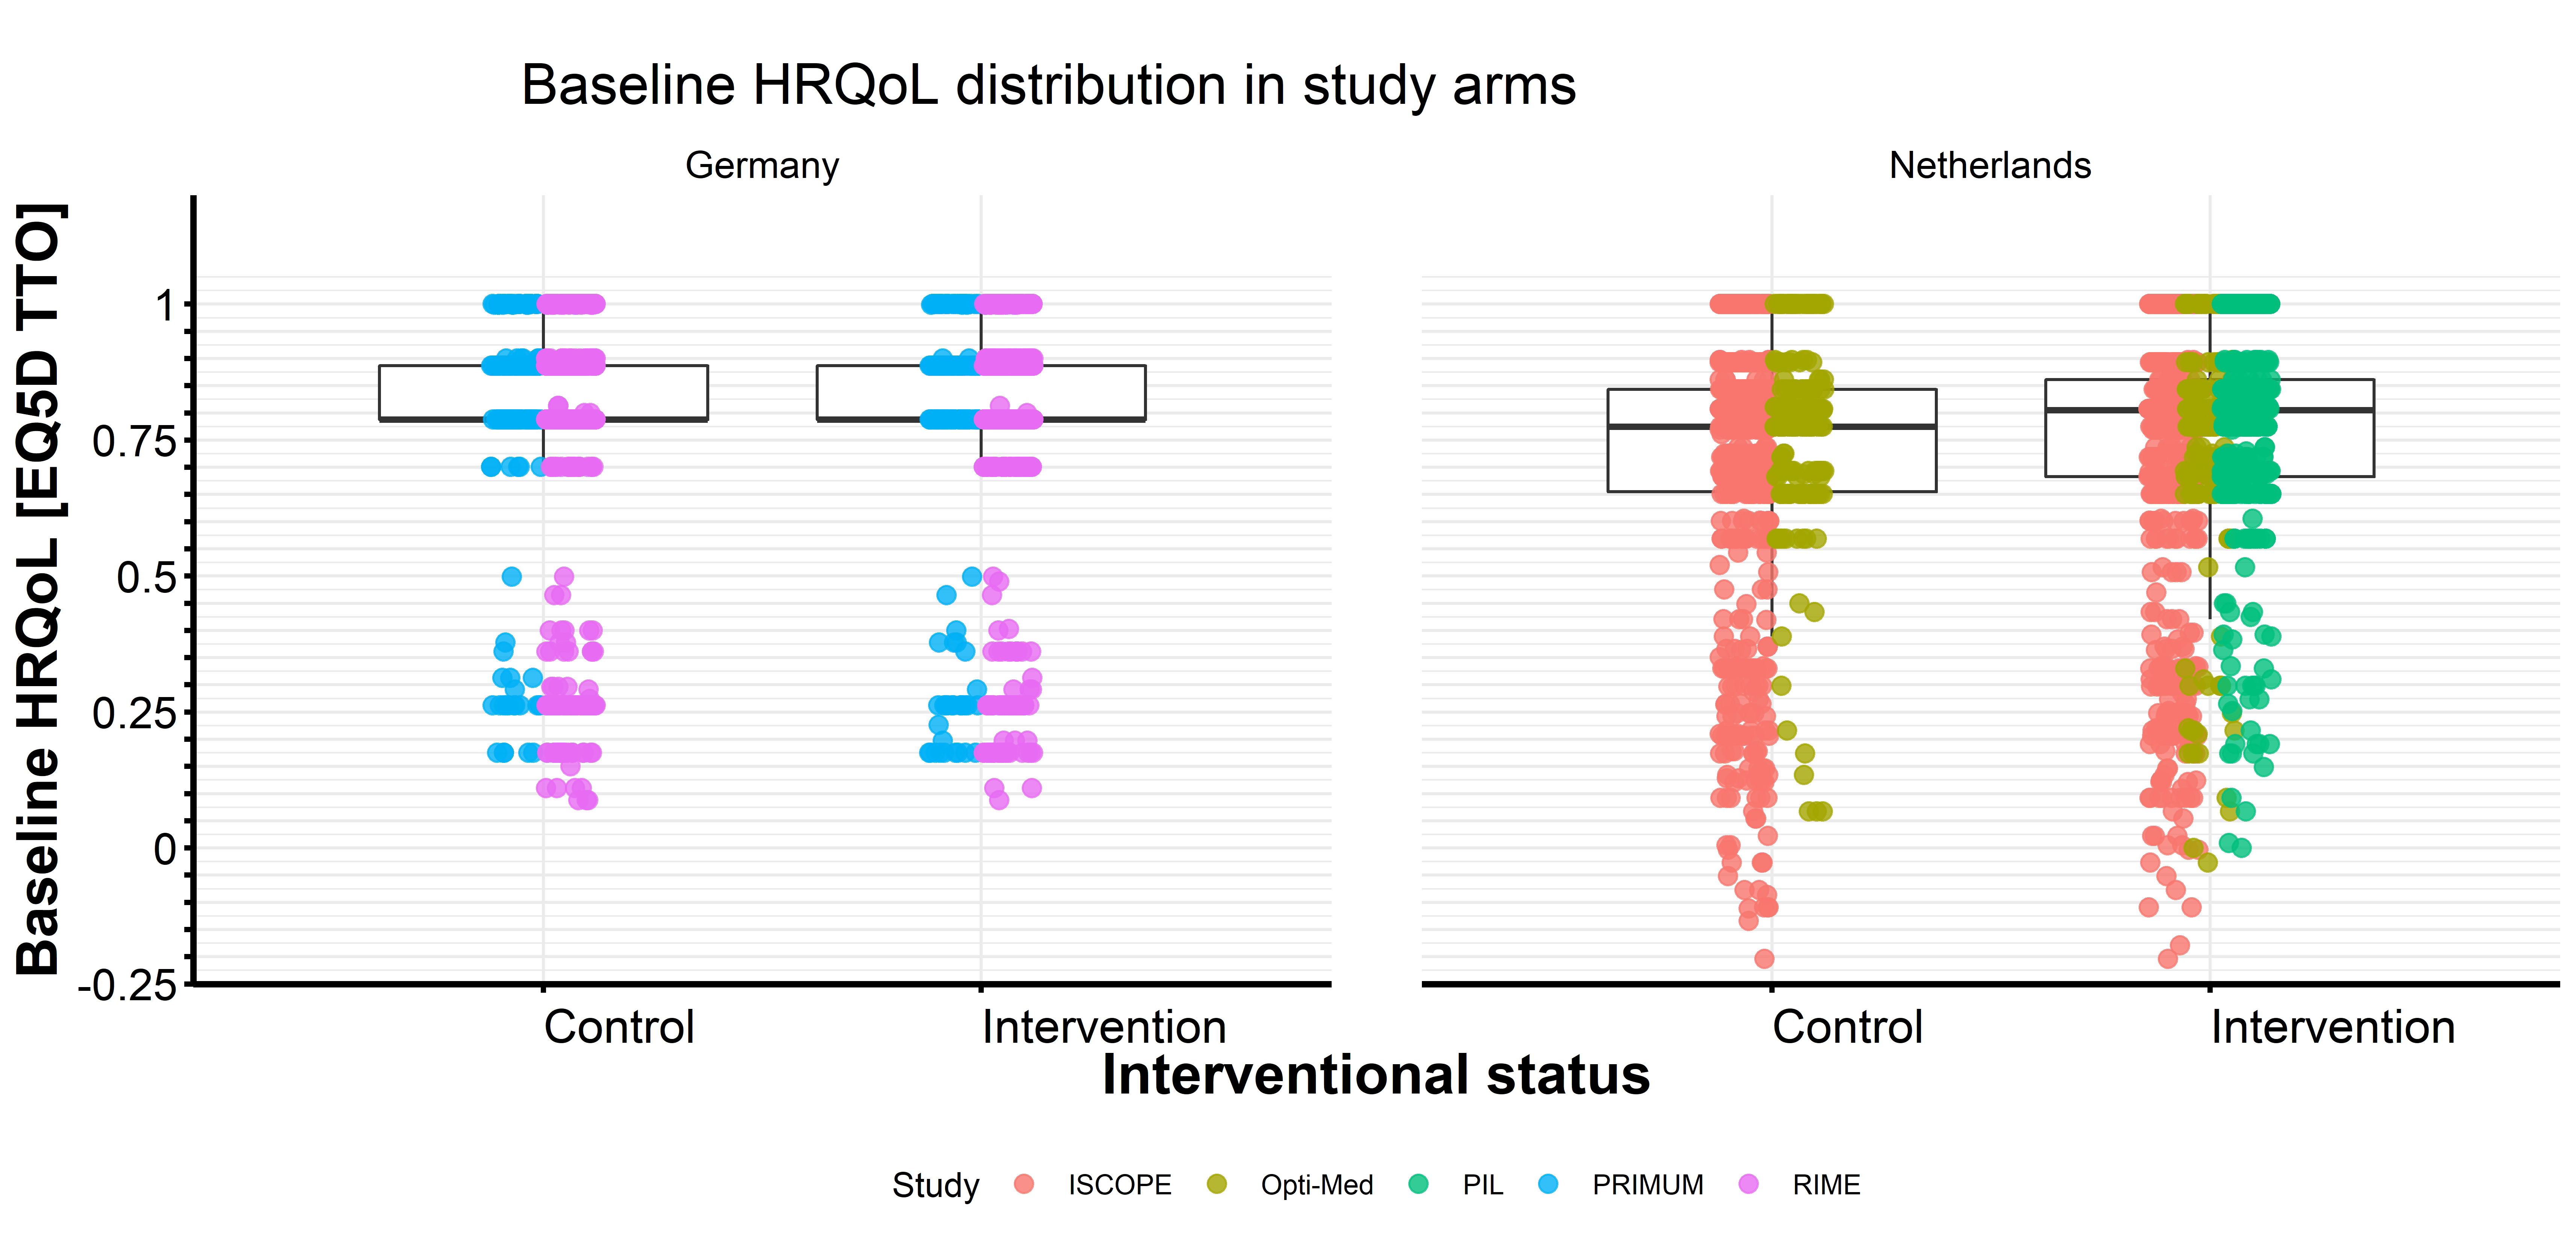 Baseline HRQoL distribution in study arms
Germany
Netherlands
Baseline HRQoL [EQ5D TTO]
1
0.75
0.5
0.25
0
-0.25
Control
Intervention
Control
Intervention
Interventional status
Study
ISCOPE
Opti-Med
PIL
PRIMUM
RIME